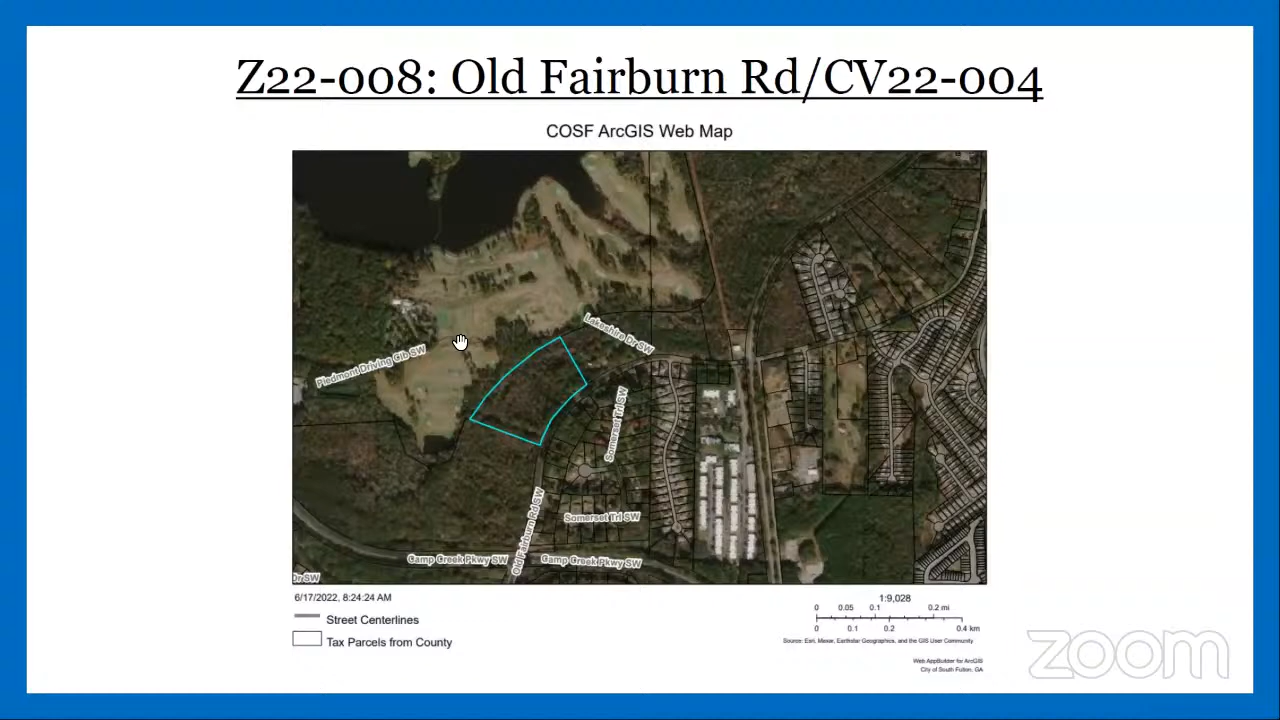 Z22-008: Old Fairburn Rd/CV22-004
COSF ArcGIS Web Map
Lakeshire Dr SW
Piedmont Driving Clb SW
Somerset Trl SW
Old Fairburn Rd SW
Somerset Trl SW
Camp Creek Pkwy SW
Camp Creek Pkwy SW
Dr SW
6/17/2022, 8:24:24 AM
Street Centerlines
Tax Parcels from County
1:9,028
0 0.05 0.1 0.2 mi
0 0.1 0.2 0.4 km
Source: Esri, Maxar, Earthstar Geographics, and the GIS User Community
Web AppBuilder for ArcGIS
City of South Fulton, GA
zoom